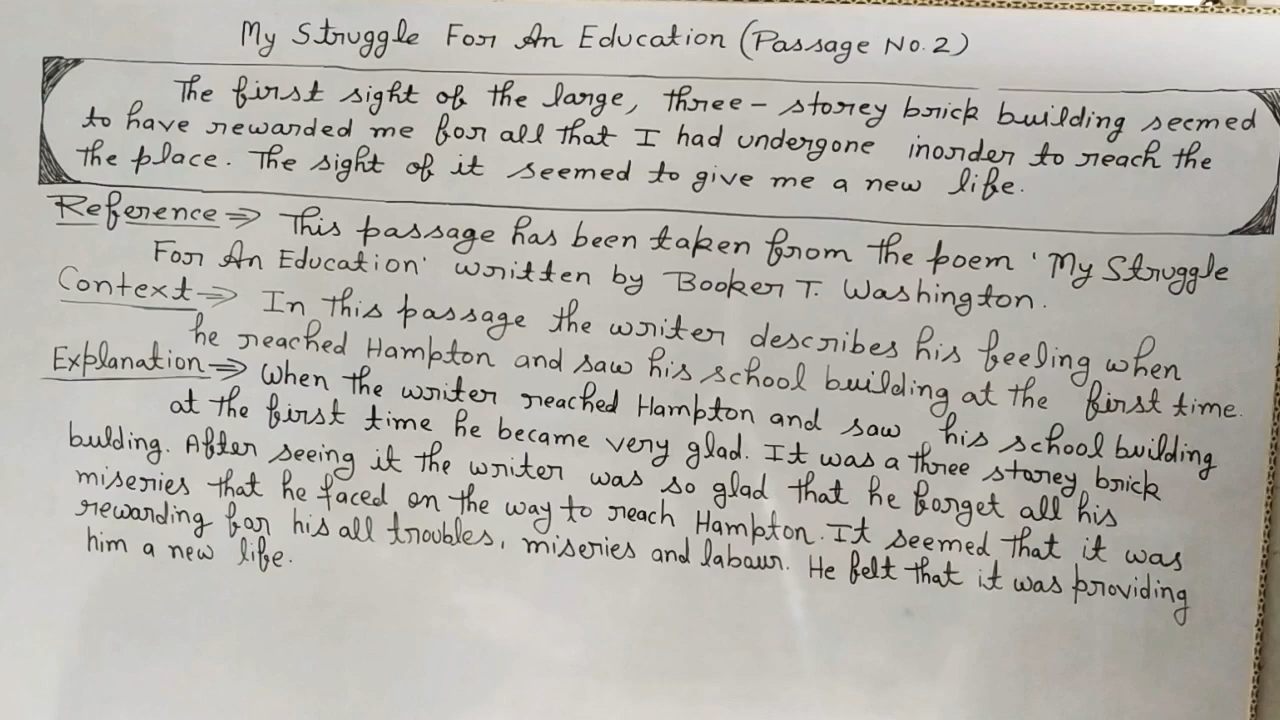 My Struggle For An Education (Passage No. 2)
The first sight of the large, three - storey brick building seemed
to have rewarded me for all that I had undergone inorder to reach the
the place. The sight of it seemed to give me a new life.
Reference ⇒ This passage has been taken from the poem 'My Struggle
For An Education' written by Booker T. Washington.
Context ⇒ In this passage the writer describes his feeling when
he reached Hampton and saw his school building at the first time.
Explanation ⇒ When the writer reached Hampton and saw his school building
at the first time he became very glad. It was a three storey brick
bulding. After seeing it the writer was so glad that he forget all his
miseries that he faced on the way to reach Hampton. It seemed that it was
rewarding for his all troubles, miseries and labour. He felt that it was providing
him a new life.